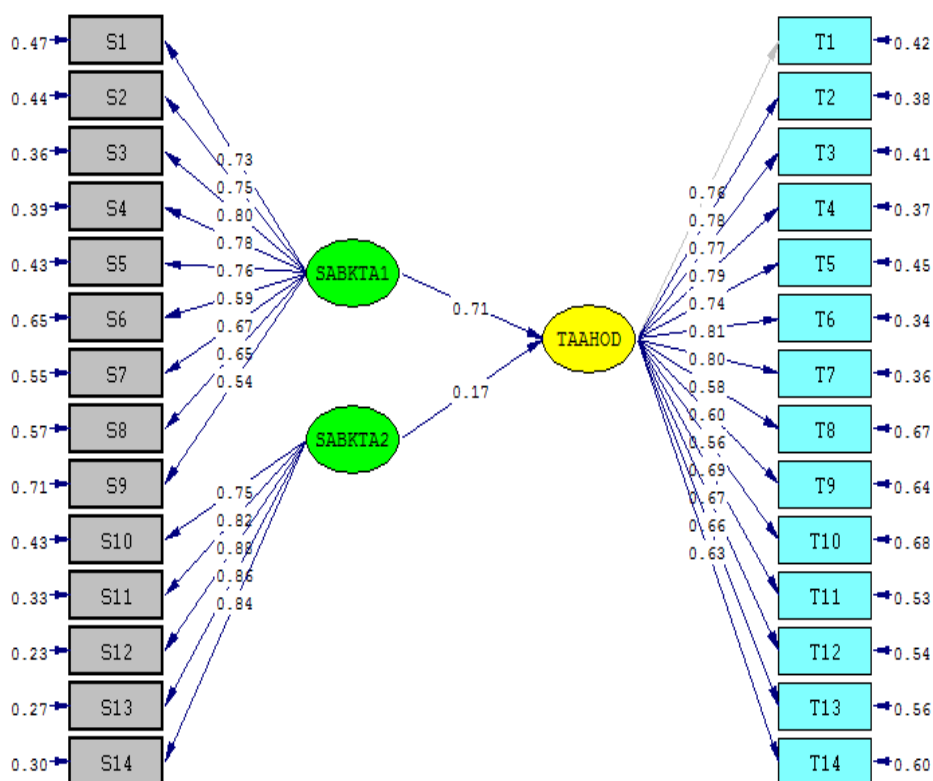 0.47 S1
0.44 S2
0.36 S3
0.39 S4
0.43 S5
0.65 S6
0.55 S7
0.57 S8
0.71 S9
0.43 S10
0.33 S11
0.23 S12
0.27 S13
0.30 S14
0.73
0.75
0.80
0.78
0.76
0.59
0.67
0.65
0.54
0.75
0.82
0.88
0.86
0.84
SABKTA1
SABKTA2
0.71
0.17
TAAHOD
0.76
0.78
0.77
0.79
0.74
0.81
0.80
0.58
0.60
0.56
0.69
0.67
0.66
0.63
T1 0.42
T2 0.38
T3 0.41
T4 0.37
T5 0.45
T6 0.34
T7 0.36
T8 0.67
T9 0.64
T10 0.68
T11 0.53
T12 0.54
T13 0.56
T14 0.60